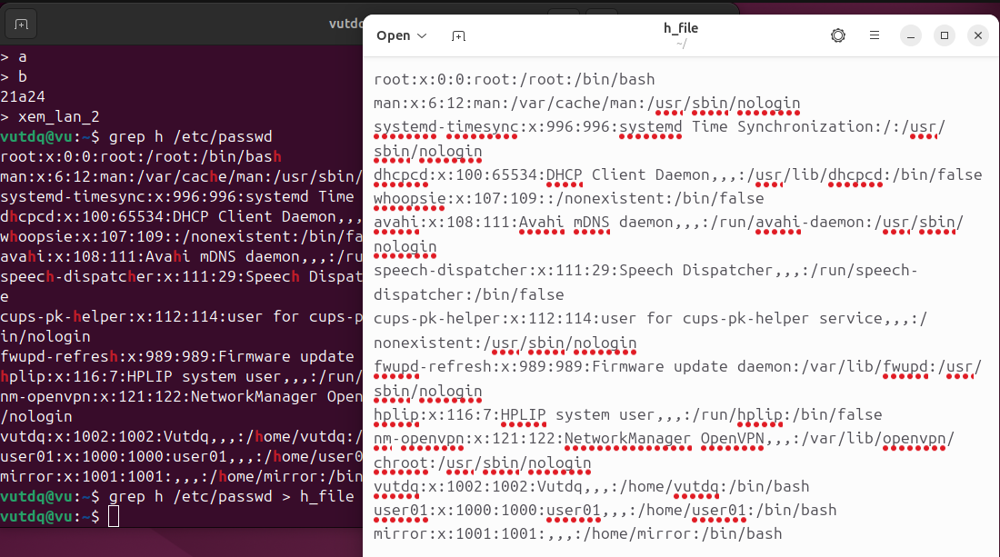 vutdq
> a
> b
21a24
> xem_lan_2
vutdq@vu:~$ grep h /etc/passwd
root:x:0:0:root:/root:/bin/bash
man:x:6:12:man:/var/cache/man:/usr/sbin/
systemd-timesync:x:996:996:systemd Time
dhcpcd:x:100:65534:DHCP Client Daemon,,,
whoopsie:x:107:109::/nonexistent:/bin/fa
avahi:x:108:111:Avahi mDNS daemon,,,:/ru
speech-dispatcher:x:111:29:Speech Dispat
e
cups-pk-helper:x:112:114:user for cups-p
in/nologin
fwupd-refresh:x:989:989:Firmware update
hplip:x:116:7:HPLIP system user,,,:/run/
nm-openvpn:x:121:122:NetworkManager Open
/nologin
vutdq:x:1002:1002:Vutdq,,,:/home/vutdq:/
user01:x:1000:1000:user01,,,:/home/user0
mirror:x:1001:1001:,,,:/home/mirror:/bin
vutdq@vu:~$ grep h /etc/passwd > h_file
vutdq@vu:~$
Open
h_file
~/
root:x:0:0:root:/root:/bin/bash
man:x:6:12:man:/var/cache/man:/usr/sbin/nologin
systemd-timesync:x:996:996:systemd Time Synchronization:/:/usr/
sbin/nologin
dhcpcd:x:100:65534:DHCP Client Daemon,,,:/usr/lib/dhcpcd:/bin/false
whoopsie:x:107:109::/nonexistent:/bin/false
avahi:x:108:111:Avahi mDNS daemon,,,:/run/avahi-daemon:/usr/sbin/
nologin
speech-dispatcher:x:111:29:Speech Dispatcher,,,:/run/speech-
dispatcher:/bin/false
cups-pk-helper:x:112:114:user for cups-pk-helper service,,,:/
nonexistent:/usr/sbin/nologin
fwupd-refresh:x:989:989:Firmware update daemon:/var/lib/fwupd:/usr/
sbin/nologin
hplip:x:116:7:HPLIP system user,,,:/run/hplip:/bin/false
nm-openvpn:x:121:122:NetworkManager OpenVPN,,,:/var/lib/openvpn/
chroot:/usr/sbin/nologin
vutdq:x:1002:1002:Vutdq,,,:/home/vutdq:/bin/bash
user01:x:1000:1000:user01,,,:/home/user01:/bin/bash
mirror:x:1001:1001:,,,:/home/mirror:/bin/bash